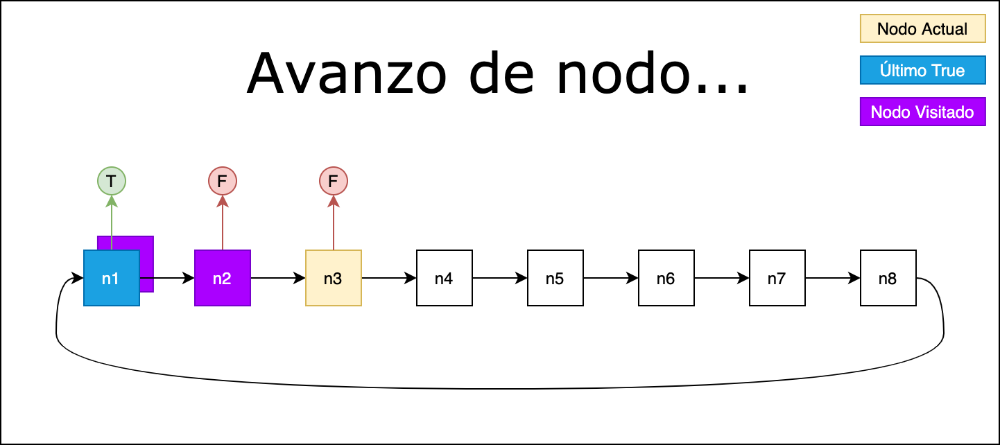 Nodo Actual
Avanzo de nodo...
Último True
Nodo Visitado
T
F
F
n1
n2
n3
n4
n5
n6
n7
n8